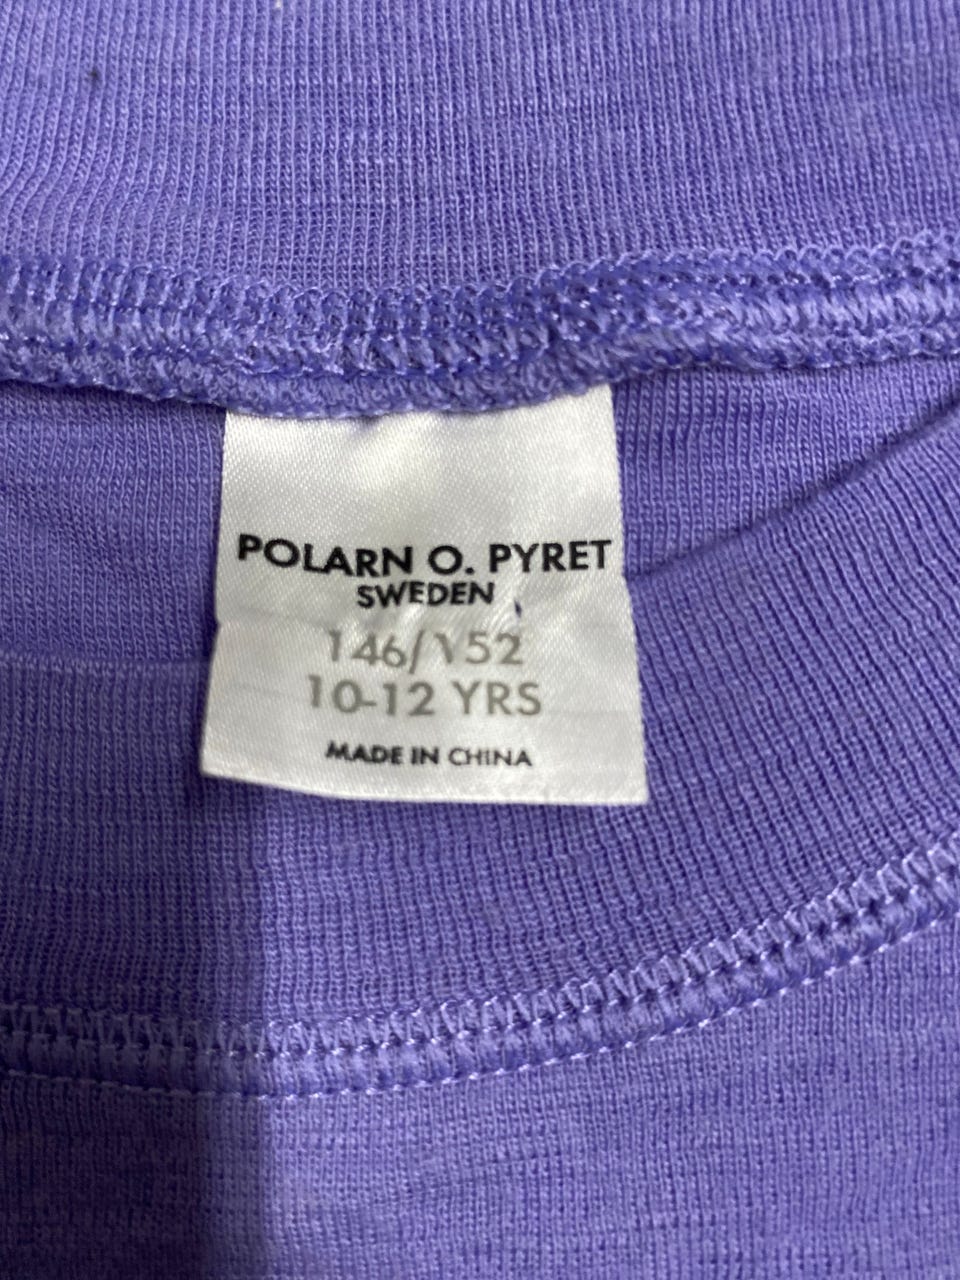 POLARN O. PYRET
SWEDEN
146/152
10-12 YRS
MADE IN CHINA